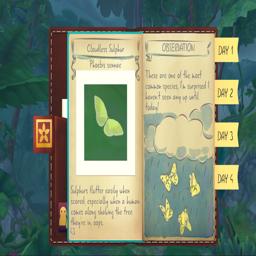 Cloudless Sulphur
Phoebis sennae
Sulphurs flutter easily when
scared, especially when a human
comes along shaking the tree
they're in, oops.
<3
OBSERVATION
These are one of the most
common species, I'm surprised I
haven't seen any up until
today!
DAY 1
DAY 2
DAY 3
DAY 4